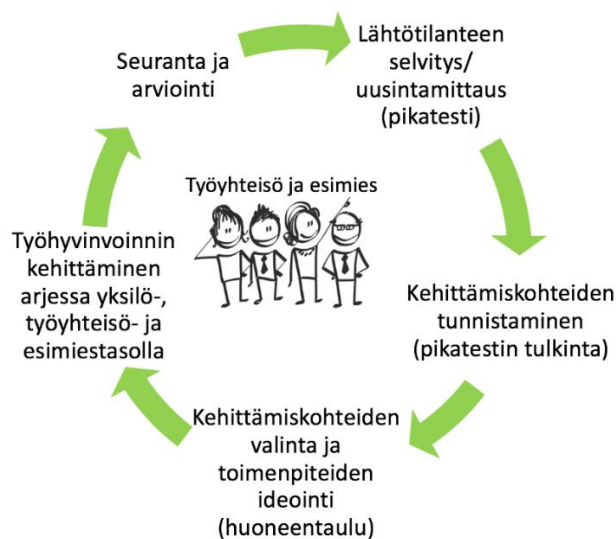 Lähtötilanteen
selvitys/
uusintamittaus
(pikatesti)
Kehittämiskohteiden
tunnistaminen
(pikatestin tulkinta)
Kehittämiskohteiden
valinta ja
toimenpiteiden
ideointi
(huoneentaulu)
Työhyvinvoinnin
kehittäminen
arjessa yksilö-,
työyhteisö- ja
esimiestasolla
Seuranta ja
arviointi
Työyhteisö ja esimies